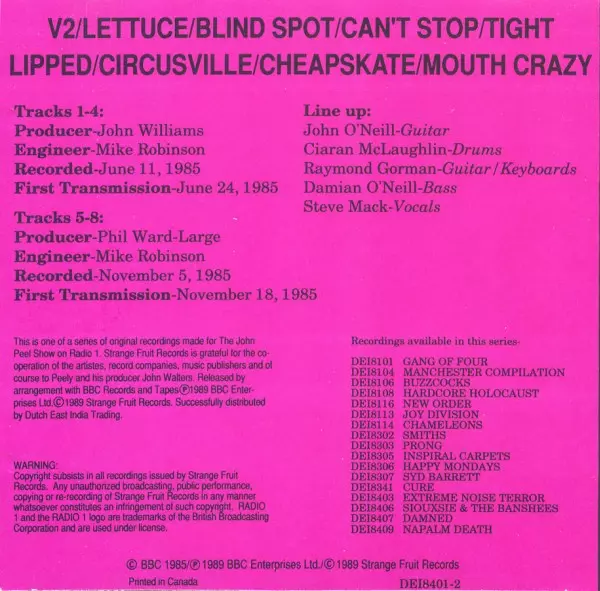 V2/LETTUCE/BLIND SPOT/CAN'T STOP/TIGHT
LIPPED/CIRCUSVILLE/CHEAPSKATE/MOUTH CRAZY
Tracks 1-4:
Producer-John Williams
Engineer-Mike Robinson
Recorded-June 11, 1985
First Transmission-June 24, 1985
Tracks 5-8:
Producer-Phil Ward-Large
Engineer-Mike Robinson
Recorded-November 5, 1985
First Transmission-November 18, 1985
Line up:
John O'Neill-Guitar
Ciaran McLaughlin-Drums
Raymond Gorman-Guitar/Keyboards
Damian O'Neill-Bass
Steve Mack-Vocals
This is one of a series of original recordings made for The John
Peel Show on Radio 1. Strange Fruit Records is grateful for the co-
operation of the artistes, record companies, music publishers and of
course to Peely and his producer John Walters. Released by
arrangement with BBC Records and Tapes Ⓟ1989 BBC Enter-
prises Ltd.Ⓒ1989 Strange Fruit Records. Successfully distributed
by Dutch East India Trading.
WARNING:
Copyright subsists in all recordings issued by Strange Fruit
Records. Any unauthorized broadcasting, public performance,
copying or re-recording of Strange Fruit Records in any manner
whatsoever constitutes an infringement of such copyright. RADIO
1 and the RADIO 1 logo are trademarks of the British Broadcasting
Corporation and are used under license.
Recordings available in this series-
DEI8101 GANG OF FOUR
DEI8104 MANCHESTER COMPILATION
DEI8106 BUZZCOCKS
DEI8108 HARDCORE HOLOCAUST
DEI8116 NEW ORDER
DEI8113 JOY DIVISION
DEI8114 CHAMELEONS
DEI8302 SMITHS
DEI8303 PRONG
DEI8305 INSPIRAL CARPETS
DEI8306 HAPPY MONDAYS
DEI8307 SYD BARRETT
DEI8341 CURE
DEI8403 EXTREME NOISE TERROR
DEI8406 SIOUXSIE & THE BANSHEES
DEI8407 DAMNED
DEI8409 NAPALM DEATH
© BBC 1985/Ⓟ1989 BBC Enterprises Ltd./© 1989 Strange Fruit Records
Printed in Canada
DEI8401-2